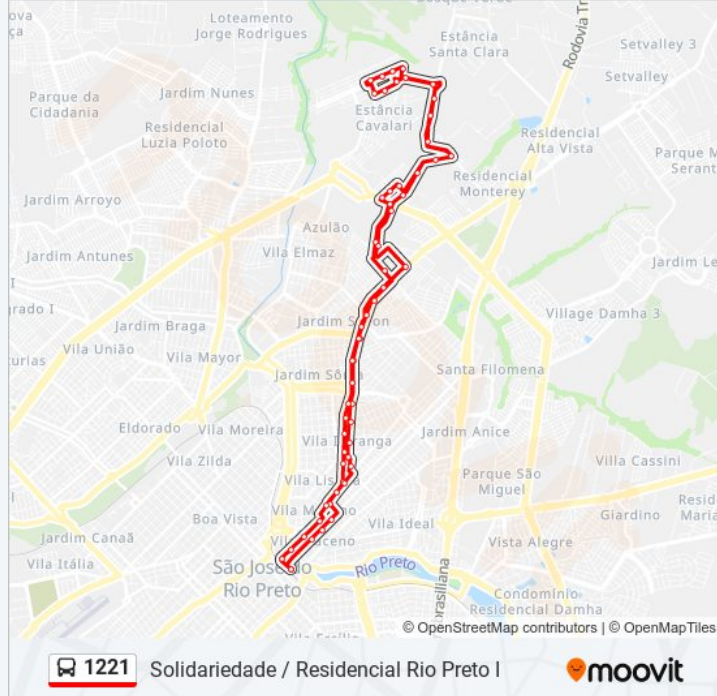 Loteamento
Jorge Rodrigues
Estância
Santa Clara
Setvalley 3
Setvalley
Jardim Nunes
Parque da
Cidadania
Estância
Cavalari
Residencial
Luzia Poloto
Residencial
Alta Vista
Residencial
Monterey
Jardim Arroyo
Azulão
Vila Elmaz
Jardim Antunes
Village Damha 3
Jardim Braga
Vila União
Vila Mayor
Santa Filomena
Eldorado
Vila Moreira
Jardim Anice
Vila Zilda
Vila Cassini
Parque São
Miguel
Boa Vista
Vila Ideal
Giardino
Jardim Canaã
Vista Alegre
Vila Itália
Rio Preto
Rio Preto
Condomínio
Residencial Damha
© OpenStreetMap contributors | © OpenMapTiles
1221 Solidariedade / Residencial Rio Preto I
moovit